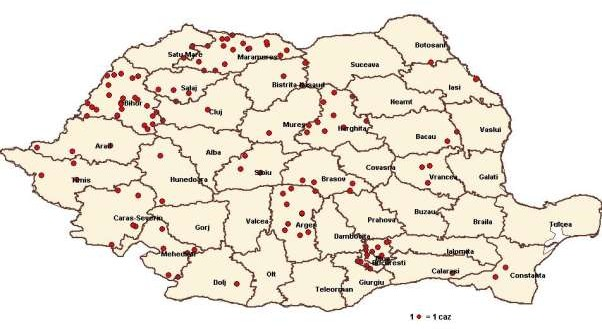 Botosani
Satu Mare
Maramures
Suceava
Iasi
Salaj
Bistrita-Nasaud
Bihor
Neamt
Cluj
Mures
Harghita
Bacau
Vaslui
Arad
Alba
Sibiu
Covasna
Vrancea
Galati
Timis
Hunedoara
Brasov
Caras-Severin
Gorj
Valcea
Arges
Prahova
Buzau
Braila
Tulcea
Dambovita
Mehedinti
Ialomita
Bucuresti
Calarasi
Constanta
Dolj
Olt
Teleorman
Giurgiu
1 = 1 caz